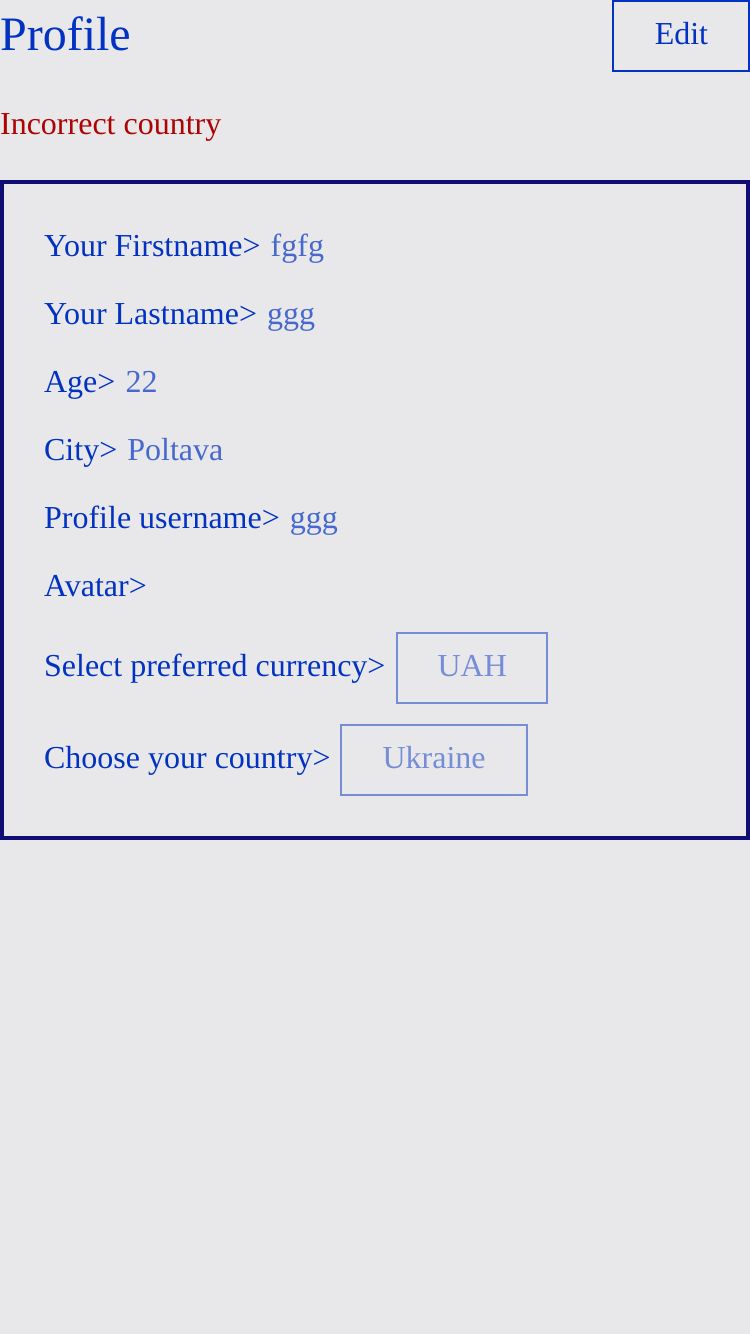 Profile
Edit
Incorrect country
Your Firstname> fgfg
Your Lastname> ggg
Age> 22
City> Poltava
Profile username> ggg
Avatar>
Select preferred currency> UAH
Choose your country> Ukraine